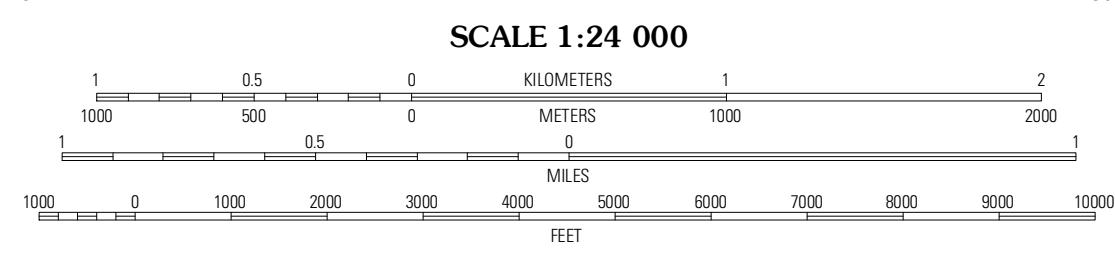 SCALE 1:24 000
1 0.5 0 KILOMETERS 1 2
1000 500 0 METERS 1000 2000
1 0.5 0 1
MILES
1000 0 1000 2000 3000 4000 5000 6000 7000 8000 9000 10000
FEET